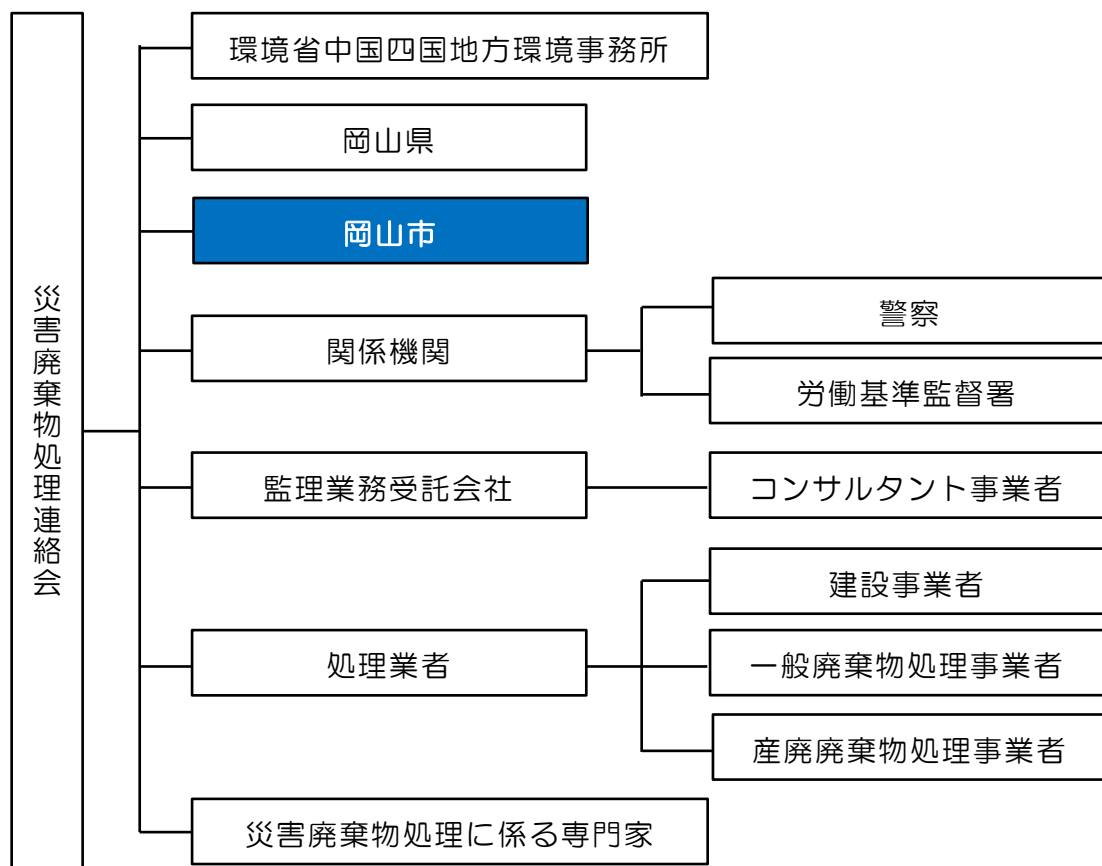 災害廃棄物処理連絡会
環境省中国四国地方環境事務所
岡山県
岡山市
関係機関
警察
労働基準監督署
監理業務受託会社
コンサルタント事業者
処理業者
建設事業者
一般廃棄物処理事業者
産廃廃棄物処理事業者
災害廃棄物処理に係る専門家